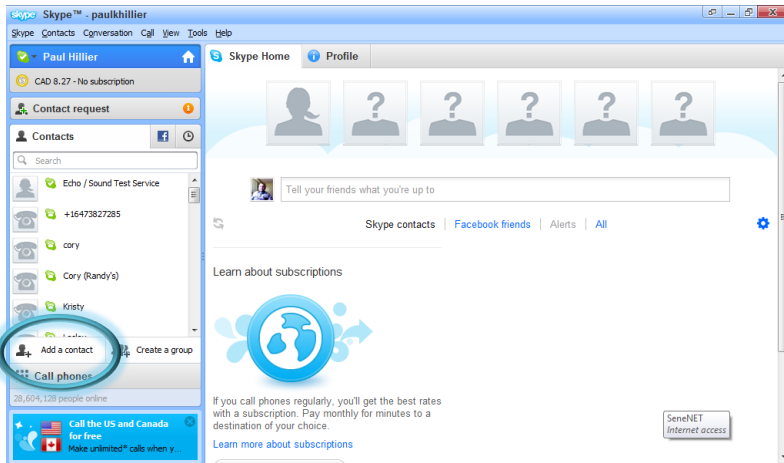 skype Skype™ - paulkhillier
Skype Contacts Conversation Call View Tools Help
Paul Hillier
CAD 8.27 - No subscription
Contact request 1
Contacts
Search
Echo / Sound Test Service
+16473827285
cory
Cory (Randy's)
Kristy
Add a contact
Create a group
Call phones
28,604,128 people online
Call the US and Canada
for free
Make unlimited* calls when y...
Skype Home
Profile
? ? ? ? ?
Tell your friends what you're up to
Skype contacts | Facebook friends | Alerts | All
Learn about subscriptions
If you call phones regularly, you'll get the best rates
with a subscription. Pay monthly for minutes to a
destination of your choice.
Learn more about subscriptions
SeneNET
Internet access